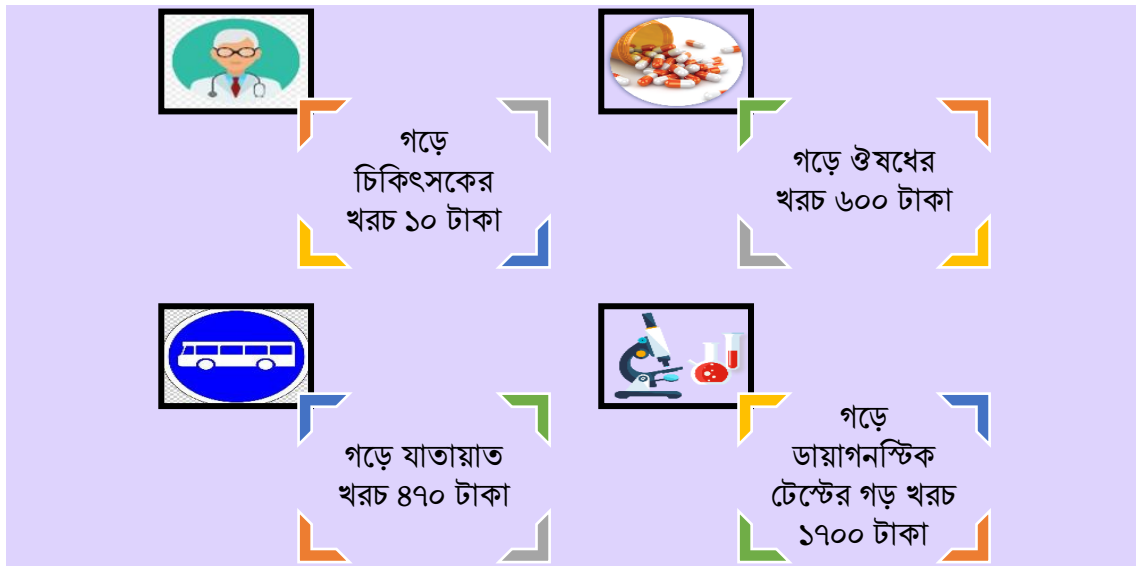 গড়ে
চিকিৎসকের
খরচ ১০ টাকা
গড়ে ঔষধের
খরচ ৬০০ টাকা
গড়ে যাতায়াত
খরচ ৪৭০ টাকা
গড়ে
ডায়াগনস্টিক
টেস্টের গড় খরচ
১৭০০ টাকা